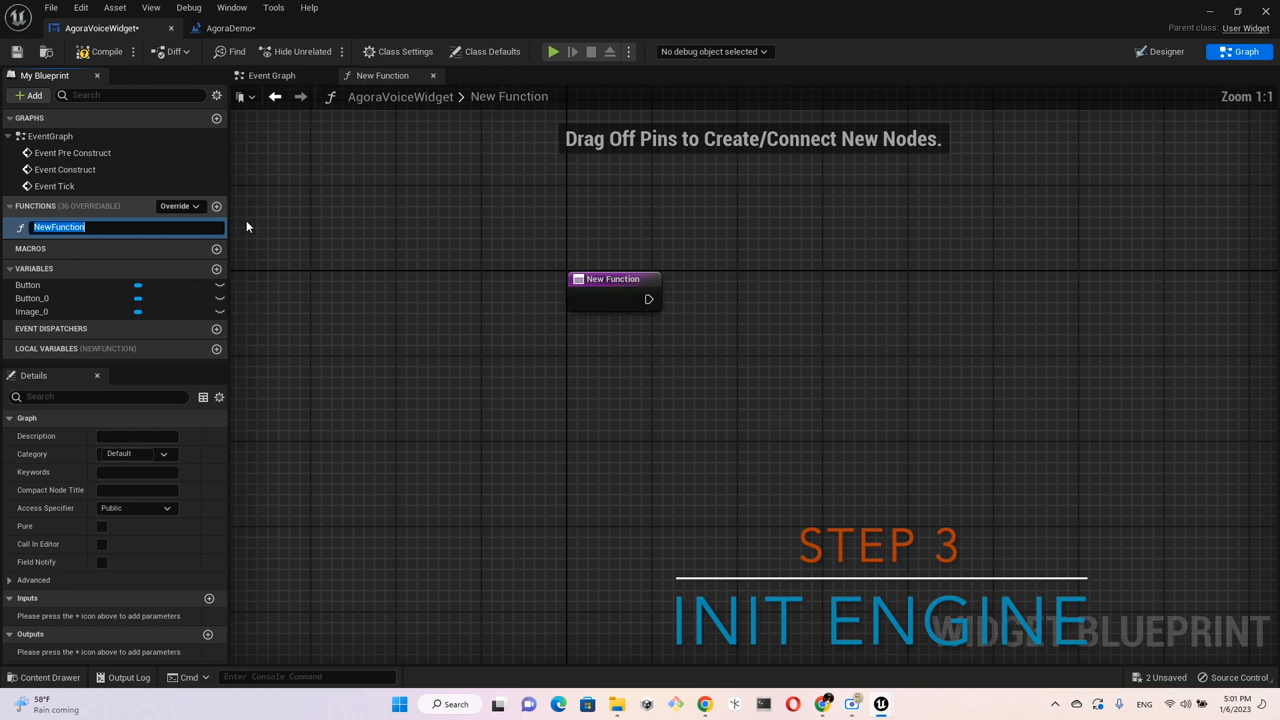 File Edit Asset View Debug Window Tools Help
AgoraVoiceWidget* AgoraDemo*
Parent class: User Widget
Compile Diff Find Hide Unrelated Class Settings Class Defaults No debug object selected Designer Graph
My Blueprint Event Graph New Function
Add Search AgoraVoiceWidget > New Function Zoom 1:1
GRAPHS
Drag Off Pins to Create/Connect New Nodes.
EventGraph
Event Pre Construct
Event Construct
Event Tick
FUNCTIONS (36 OVERRIDABLE) Override
NewFunction
MACROS
VARIABLES
New Function
Button
Button_0
Image_0
EVENT DISPATCHERS
LOCAL VARIABLES (NEWFUNCTION)
Details
Search
Graph
Description
Category Default
Keywords
Compact Node Title
Access Specifier Public
Pure
Call In Editor
Field Notify
Advanced
Inputs
Please press the + icon above to add parameters
Outputs
Please press the + icon above to add parameters
STEP 3
INIT ENGINE
WIDGET BLUEPRINT
Content Drawer Output Log Cmd Enter Console Command 2 Unsaved Source Control
58°F
Rain coming
Search
5:01 PM
1/6/2023